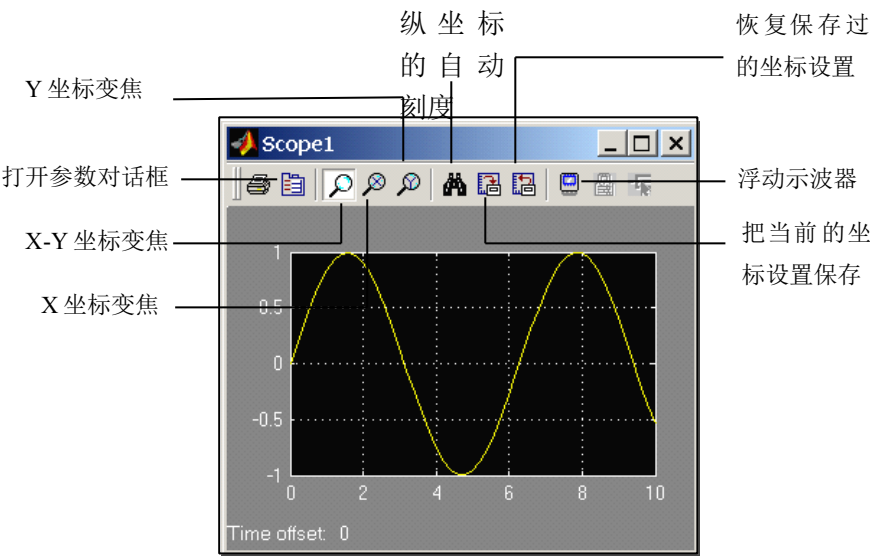 纵坐标
的自动
刻度
恢复保存过
的坐标设置
Y坐标变焦
打开参数对话框
X-Y坐标变焦
X坐标变焦
浮动示波器
把当前的坐
标设置保存
Scope1
1
0.5
0
-0.5
-1
0 2 4 6 8 10
Time offset: 0